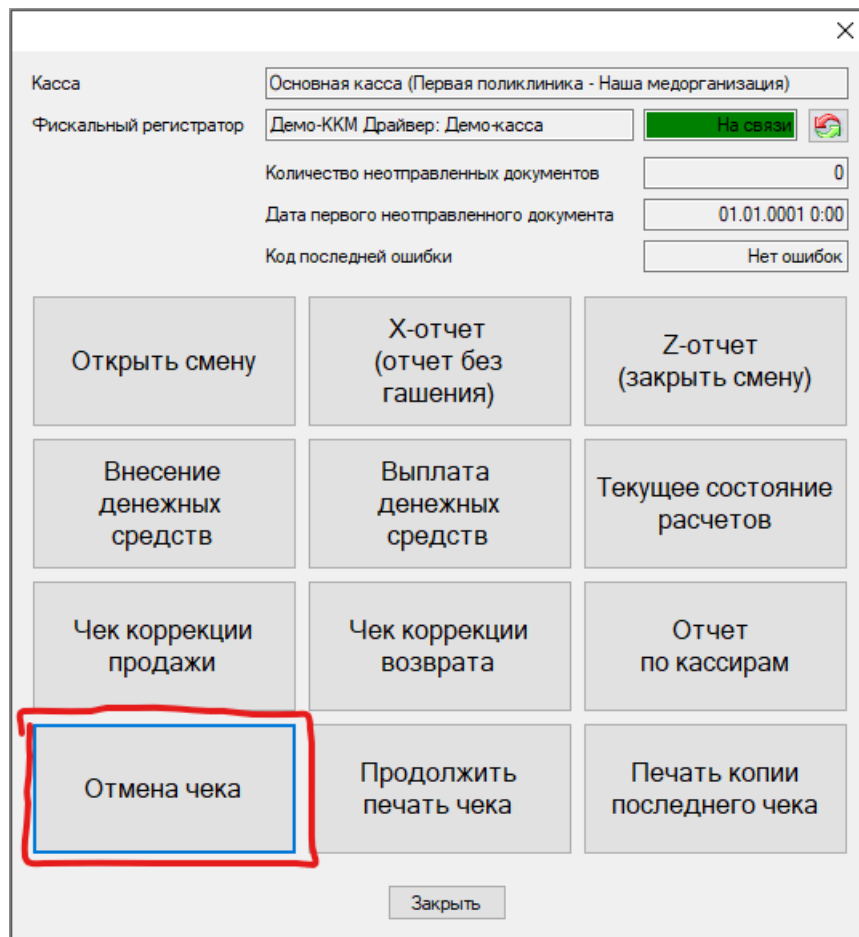 Касса
Основная касса (Первая поликлиника - Наша медорганизация)
Фискальный регистратор
Демо-ККМ Драйвер: Демо-касса
На связи
Количество неотправленных документов
0
Дата первого неотправленного документа
01.01.0001 0:00
Код последней ошибки
Нет ошибок
Открыть смену
X-отчет
(отчет без
гашения)
Z-отчет
(закрыть смену)
Внесение
денежных
средств
Выплата
денежных
средств
Текущее состояние
расчетов
Чек коррекции
продажи
Чек коррекции
возврата
Отчет
по кассирам
Отмена чека
Продолжить
печать чека
Печать копии
последнего чека
Закрыть